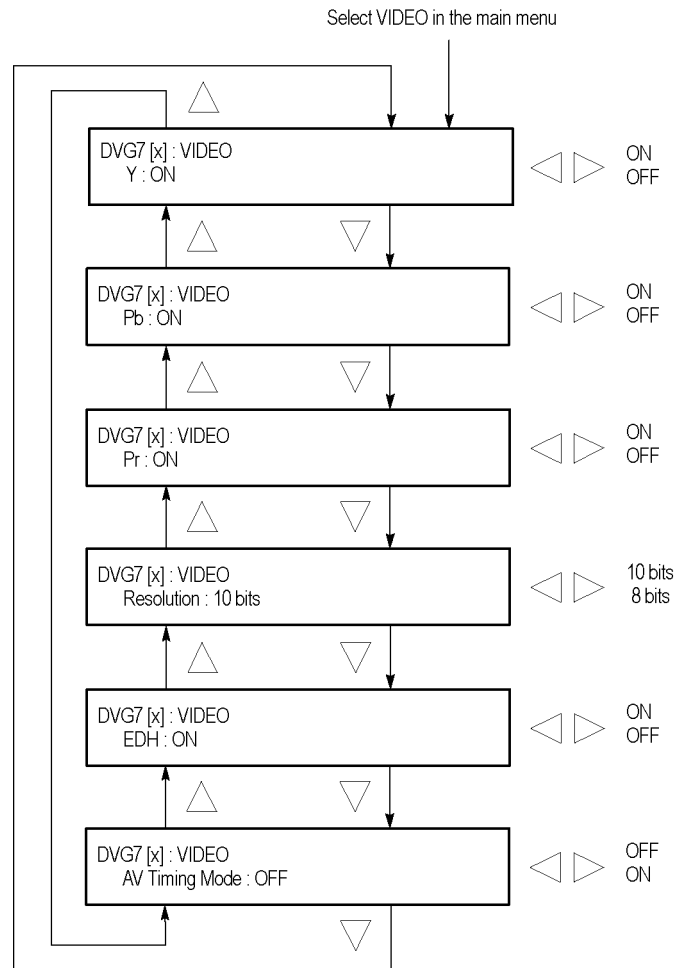 Select VIDEO in the main menu
DVG7 [x] : VIDEO
Y : ON
ON
OFF
DVG7 [x] : VIDEO
Pb : ON
ON
OFF
DVG7 [x] : VIDEO
Pr : ON
ON
OFF
DVG7 [x] : VIDEO
Resolution : 10 bits
10 bits
8 bits
DVG7 [x] : VIDEO
EDH : ON
ON
OFF
DVG7 [x] : VIDEO
AV Timing Mode : OFF
OFF
ON